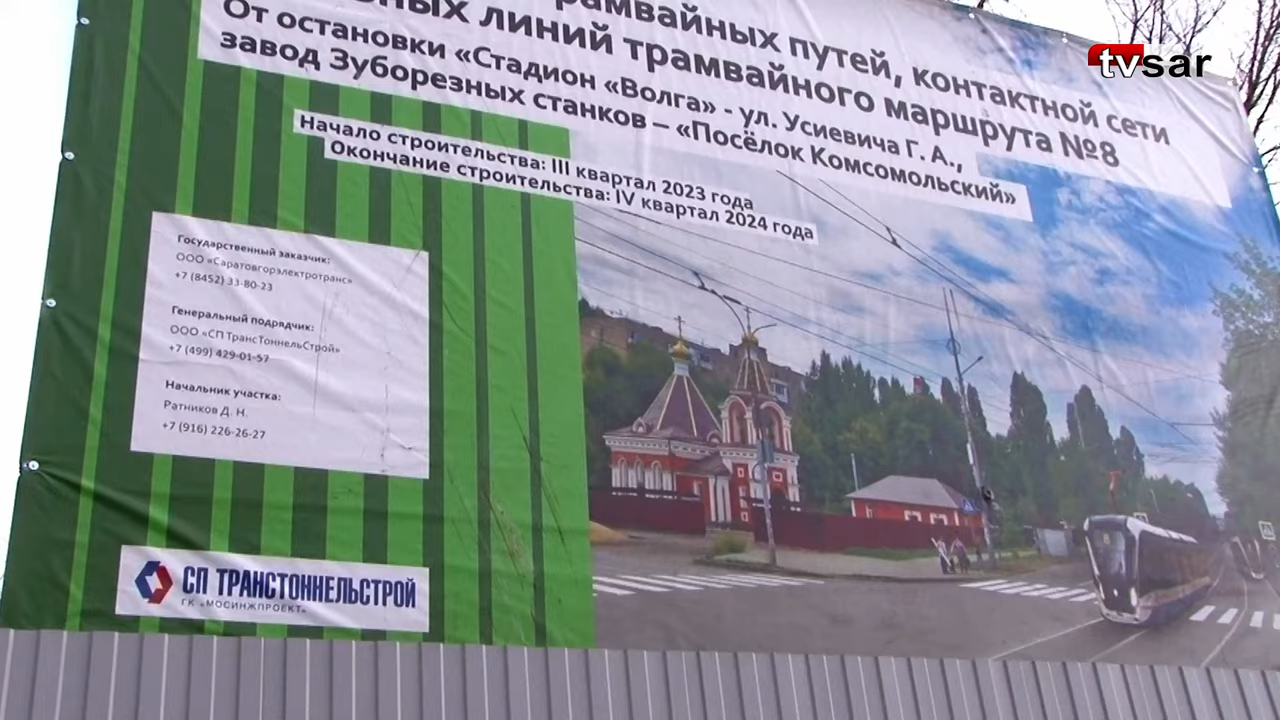 трамвайных путей, контактной сети
линий трамвайного маршрута №8
От остановки «Стадион «Волга» - ул. Усиевича Г. А.,
завод Зуборезных станков – «Посёлок Комсомольский»
Начало строительства: III квартал 2023 года
Окончание строительства: IV квартал 2024 года
Государственный заказчик:
ООО «Саратовгорэлектротранс»
+7 (8452) 33-80-23
Генеральный подрядчик:
ООО «СП ТрансТоннельСтрой»
+7 (499) 429-01-57
Начальник участка:
Ратников Д. Н.
+7 (916) 226-26-27
СП ТРАНСТОННЕЛЬСТРОЙ
ГК „МОСИНЖПРОЕКТ“
tvsar